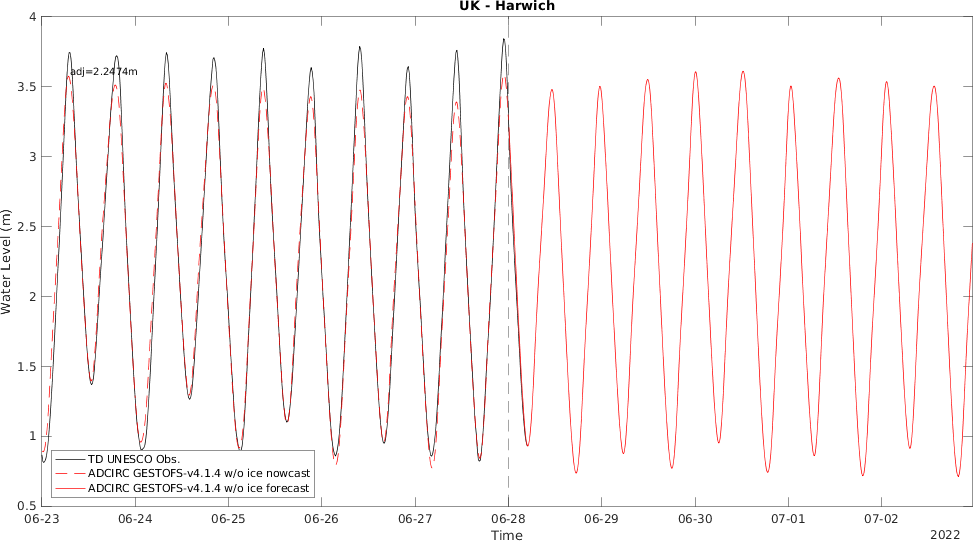 UK - Harwich
4
3.5
3
2.5
2
1.5
1
0.5
Water Level (m)
adj=2.2474m
TD UNESCO Obs.
ADCIRC GESTOFS-v4.1.4 w/o ice nowcast
ADCIRC GESTOFS-v4.1.4 w/o ice forecast
06-23 06-24 06-25 06-26 06-27 06-28 06-29 06-30 07-01 07-02
Time
2022